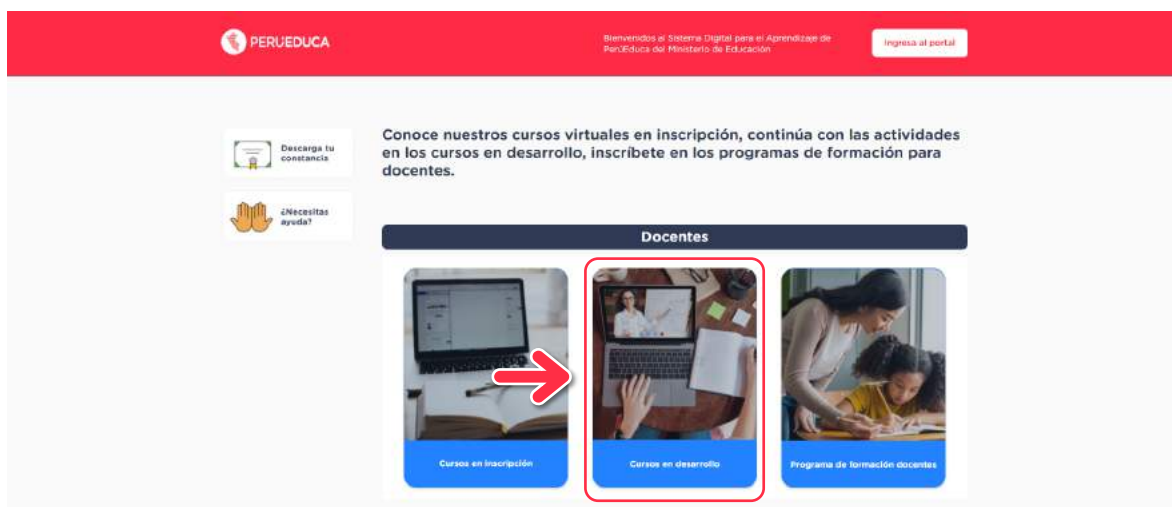 PERÚEDUCA
Bienvenidos al Sistema Digital para el Aprendizaje de
PerúEduca del Ministerio de Educación
Ingresa al portal
Descarga tu
constancia
¿Necesitas
ayuda?
Conoce nuestros cursos virtuales en inscripción, continúa con las actividades
en los cursos en desarrollo, inscríbete en los programas de formación para
docentes.
Docentes
Cursos en inscripción
Cursos en desarrollo
Programa de formación docentes